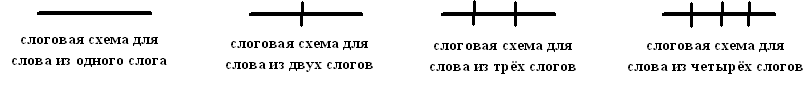 слоговая схема для
слова из одного слога
слоговая схема для
слова из двух слогов
слоговая схема для
слова из трёх слогов
слоговая схема для
слова из четырёх слогов